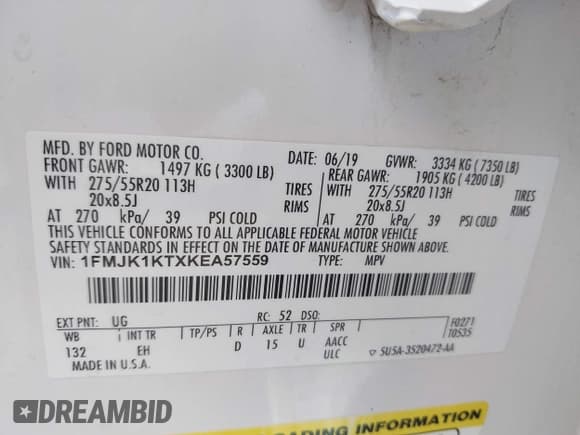 MFD. BY FORD MOTOR CO.
DATE: 06/19 GVWR: 3334 KG ( 7350 LB)
FRONT GAWR: 1497 KG ( 3300 LB)
REAR GAWR: 1905 KG ( 4200 LB)
WITH 275/55R20 113H TIRES
WITH 275/55R20 113H TIRES
20x8.5J RIMS
20x8.5J RIMS
AT 270 kPa/ 39 PSI COLD
AT 270 kPa/ 39 PSI COLD
THIS VEHICLE CONFORMS TO ALL APPLICABLE FEDERAL MOTOR VEHICLE
SAFETY STANDARDS IN EFFECT ON THE DATE OF MANUFACTURE SHOWN ABOVE.
VIN: 1FMJK1KTXKEA57559
TYPE: MPV
EXT PNT: UG RC: 52 DSO:
F0271
T0535
WB INT TR TP/PS R AXLE TR SPR
132 EH D 15 U AACC
ULC
MADE IN U.S.A.
5U5A-3520472-AA
LOADING INFORMATION
DREAMBID